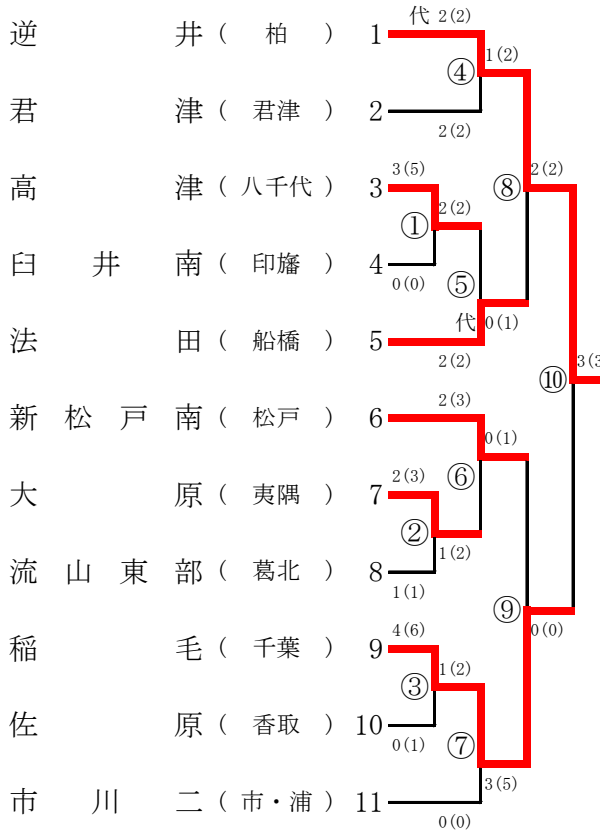 代 2(2)
逆井（ 柏 ） 1
1(2)
④
君津（ 君津 ） 2
2(2)
3(5)
2(2)
高津（ 八千代 ） 3
⑧
2(2)
①
臼井南（ 印旛 ） 4
0(0)
⑤
代 0(1)
法田（ 船橋 ） 5
2(2)
3(3
⑩
2(3)
新松戸南（ 松戸 ） 6
0(1)
2(3)
⑥
大原（ 夷隅 ） 7
②
1(2)
流山東部（ 葛北 ） 8
1(1)
⑨
4(6)
0(0)
稲毛（ 千葉 ） 9
1(2)
③
佐原（ 香取 ） 10
0(1)
⑦
3(5)
市川二（ 市・浦 ） 11
0(0)